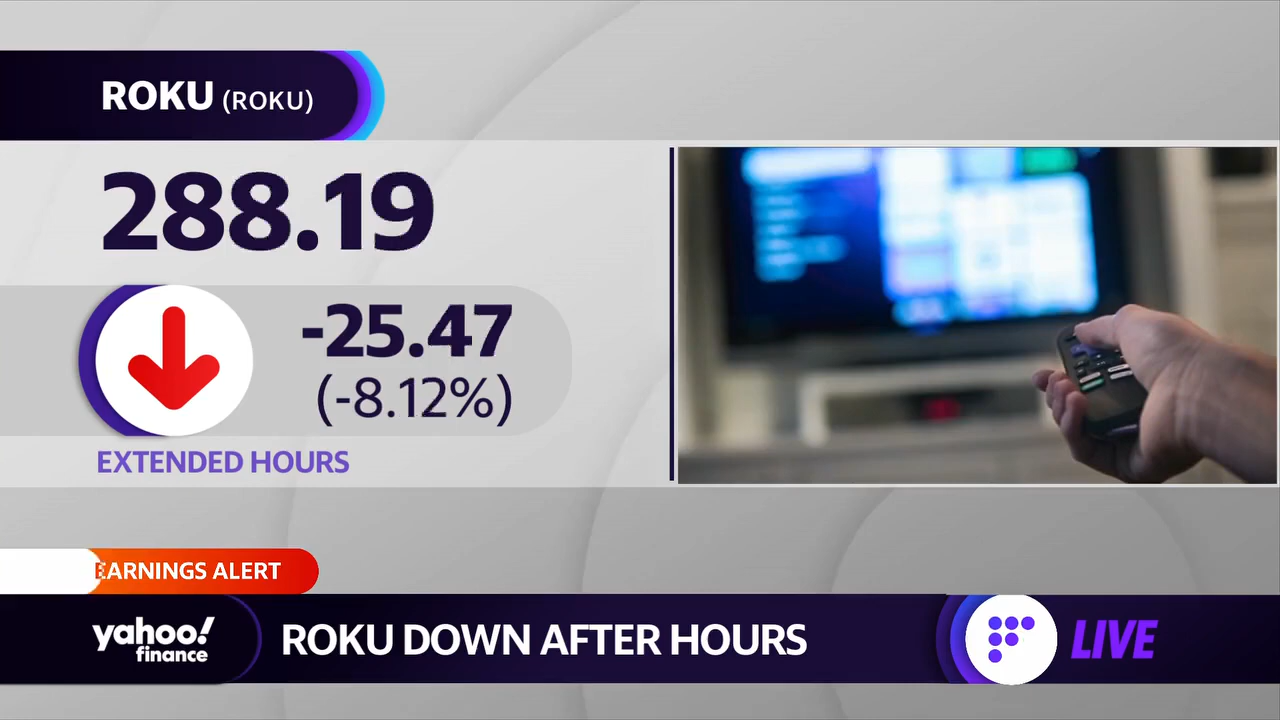 ROKU (ROKU)
288.19
-25.47
(-8.12%)
EXTENDED HOURS
EARNINGS ALERT
yahoo!
finance
ROKU DOWN AFTER HOURS
LIVE